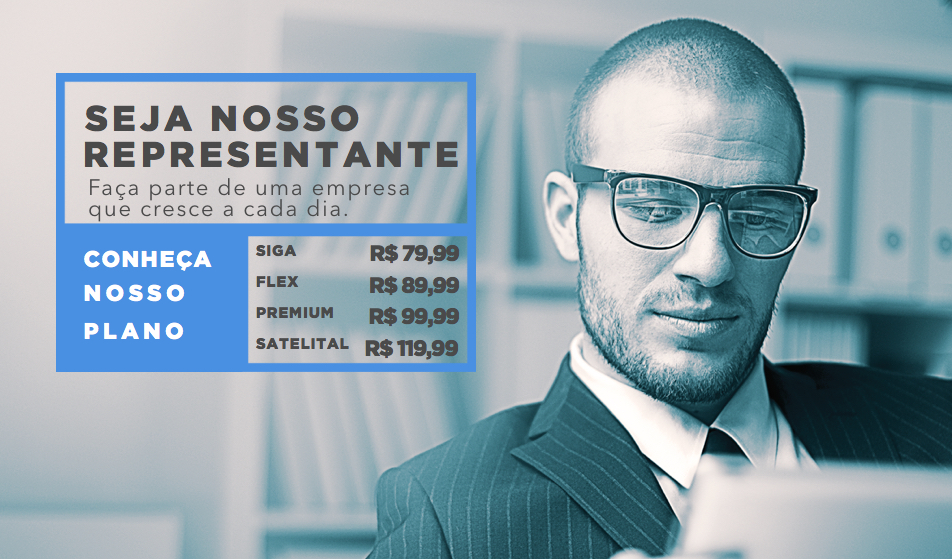 SEJA NOSSO
REPRESENTANTE
Faça parte de uma empresa
que cresce a cada dia.
CONHEÇA
NOSSO
PLANO
SIGA R$ 79,99
FLEX R$ 89,99
PREMIUM R$ 99,99
SATELITAL R$ 119,99